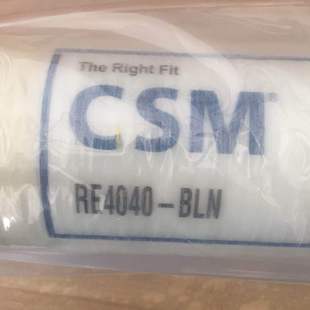 The Right Fit
CSM
RE4040-BLN